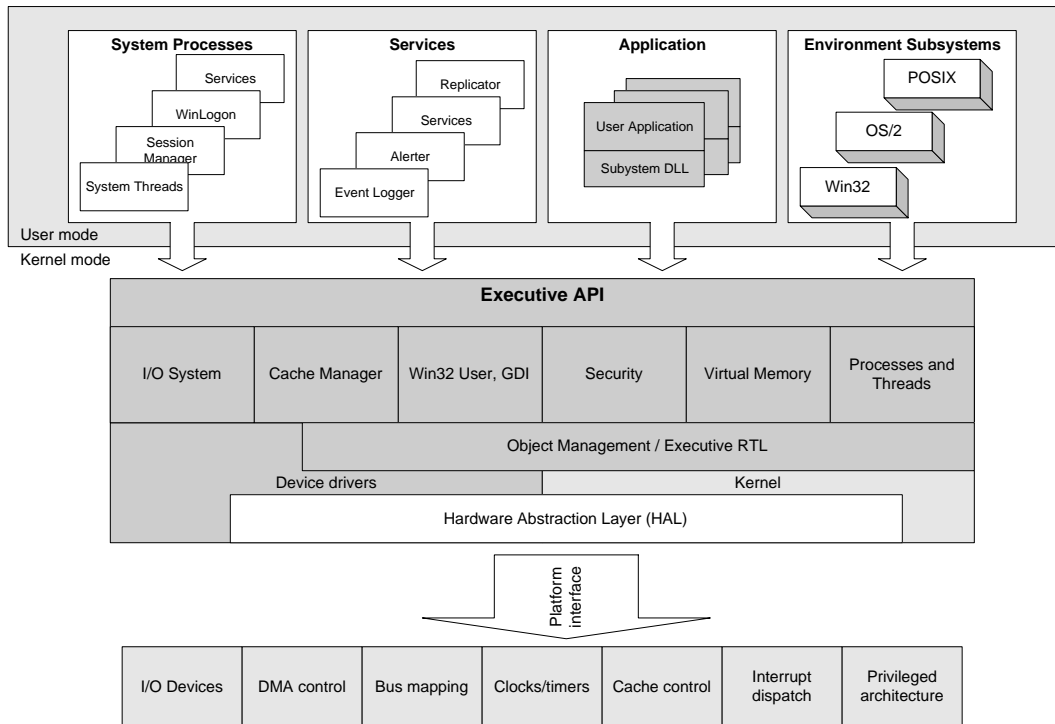 System Processes
Services
WinLogon
Session
Manager
System Threads
Services
Replicator
Services
Alerter
Event Logger
Application
User Application
Subystem DLL
Environment Subsystems
POSIX
OS/2
Win32
User mode
Kernel mode
Executive API
I/O System
Cache Manager
Win32 User, GDI
Security
Virtual Memory
Processes and
Threads
Object Management / Executive RTL
Device drivers
Kernel
Hardware Abstraction Layer (HAL)
Platform
interface
I/O Devices
DMA control
Bus mapping
Clocks/timers
Cache control
Interrupt
dispatch
Privileged
architecture